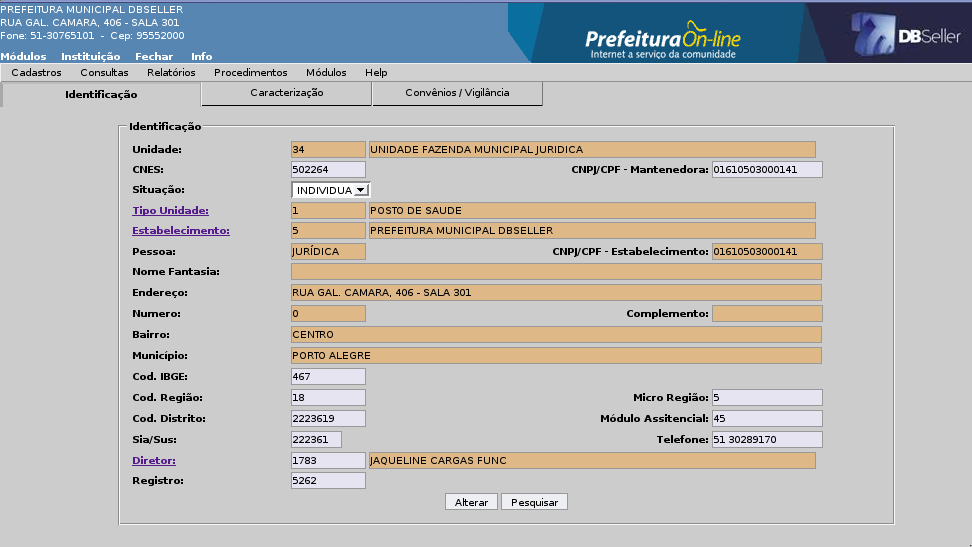 PREFEITURA MUNICIPAL DBSELLER
RUA GAL. CAMARA, 406 - SALA 301
Fone: 51-30765101 - Cep: 95552000
PrefeituraOn-line
Internet a serviço da comunidade
DBSeller
Módulos Instituição Fechar Info
Cadastros Consultas Relatórios Procedimentos Módulos Help
Identificação Caracterização Convênios / Vigilância
Identificação
Unidade: 34 UNIDADE FAZENDA MUNICIPAL JURIDICA
CNES: 502264 CNPJ/CPF - Mantenedora: 01610503000141
Situação: INDIVIDUA
Tipo Unidade: 1 POSTO DE SAUDE
Estabelecimento: 5 PREFEITURA MUNICIPAL DBSELLER
Pessoa: JURÍDICA CNPJ/CPF - Estabelecimento: 01610503000141
Nome Fantasia:
Endereço: RUA GAL. CAMARA, 406 - SALA 301
Numero: 0 Complemento:
Bairro: CENTRO
Município: PORTO ALEGRE
Cod. IBGE: 467
Cod. Região: 18 Micro Região: 5
Cod. Distrito: 2223619 Módulo Assitencial: 45
Sia/Sus: 222361 Telefone: 51 30289170
Diretor: 1783 JAQUELINE CARGAS FUNC
Registro: 5262
Alterar Pesquisar